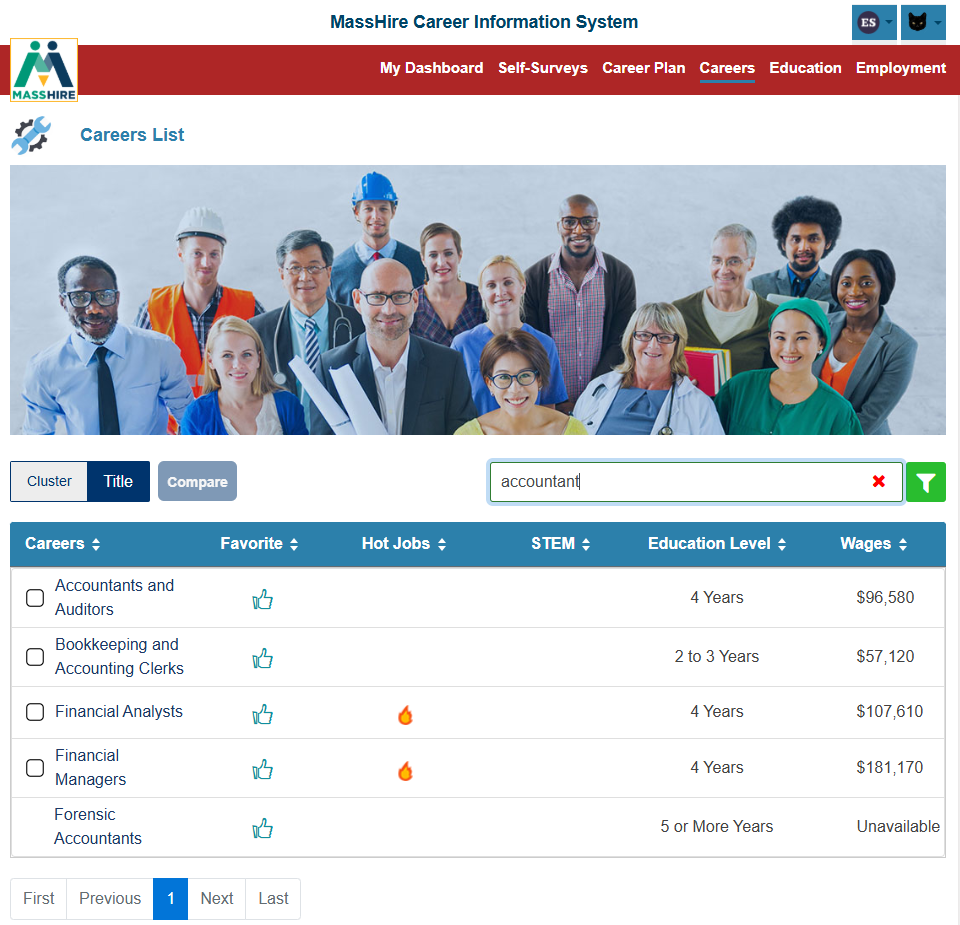 MassHire Career Information System
ES
MASSHIRE
My Dashboard Self-Surveys Career Plan Careers Education Employment
Careers List
Cluster Title Compare accountant
Careers Favorite Hot Jobs STEM Education Level Wages
Accountants and
Auditors
4 Years $96,580
Bookkeeping and
Accounting Clerks
2 to 3 Years $57,120
Financial Analysts 4 Years $107,610
Financial
Managers
4 Years $181,170
Forensic
Accountants
5 or More Years Unavailable
First Previous 1 Next Last